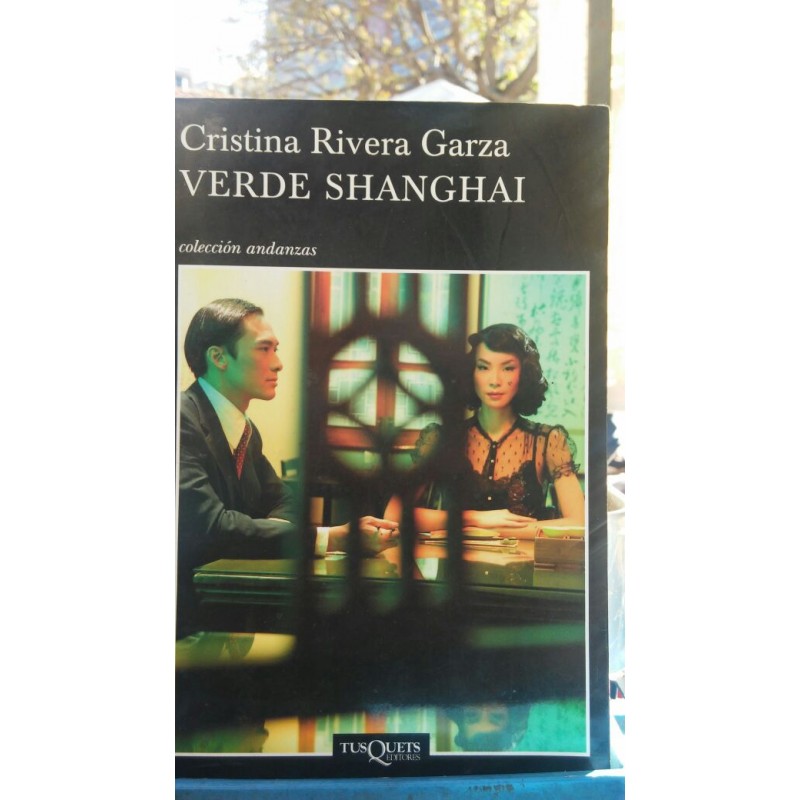 Cristina Rivera Garza
VERDE SHANGHAI
colección andanzas
TUSQUETS
EDITORES